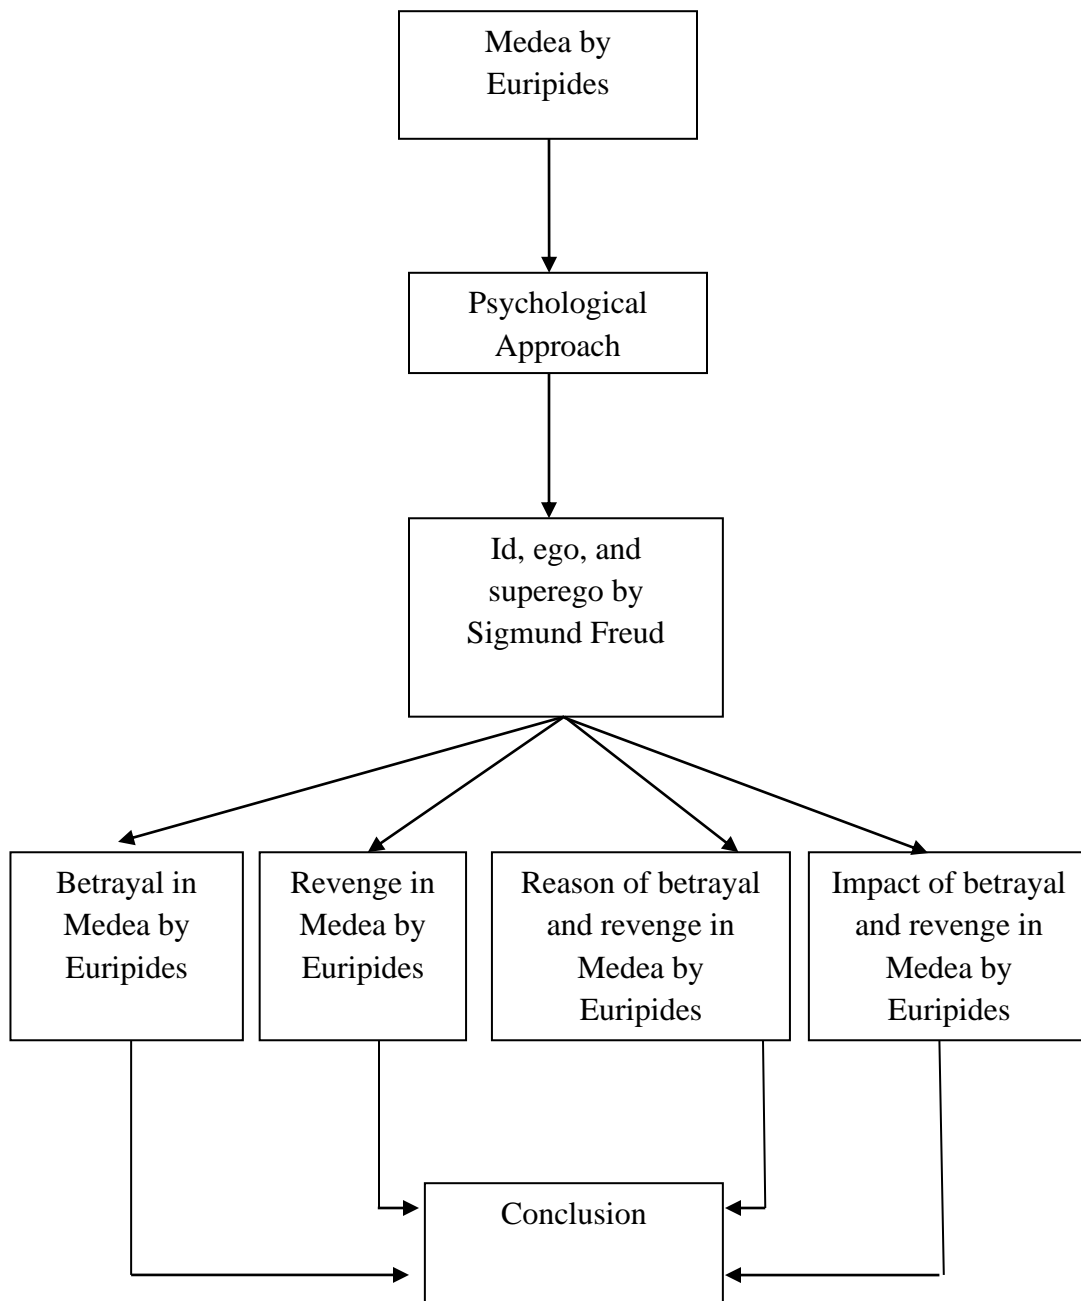 Medea by
Euripides
Psychological
Approach
Id, ego, and
superego by
Sigmund Freud
Betrayal in
Medea by
Euripides
Revenge in
Medea by
Euripides
Reason of betrayal
and revenge in
Medea by
Euripides
Impact of betrayal
and revenge in
Medea by
Euripides
Conclusion